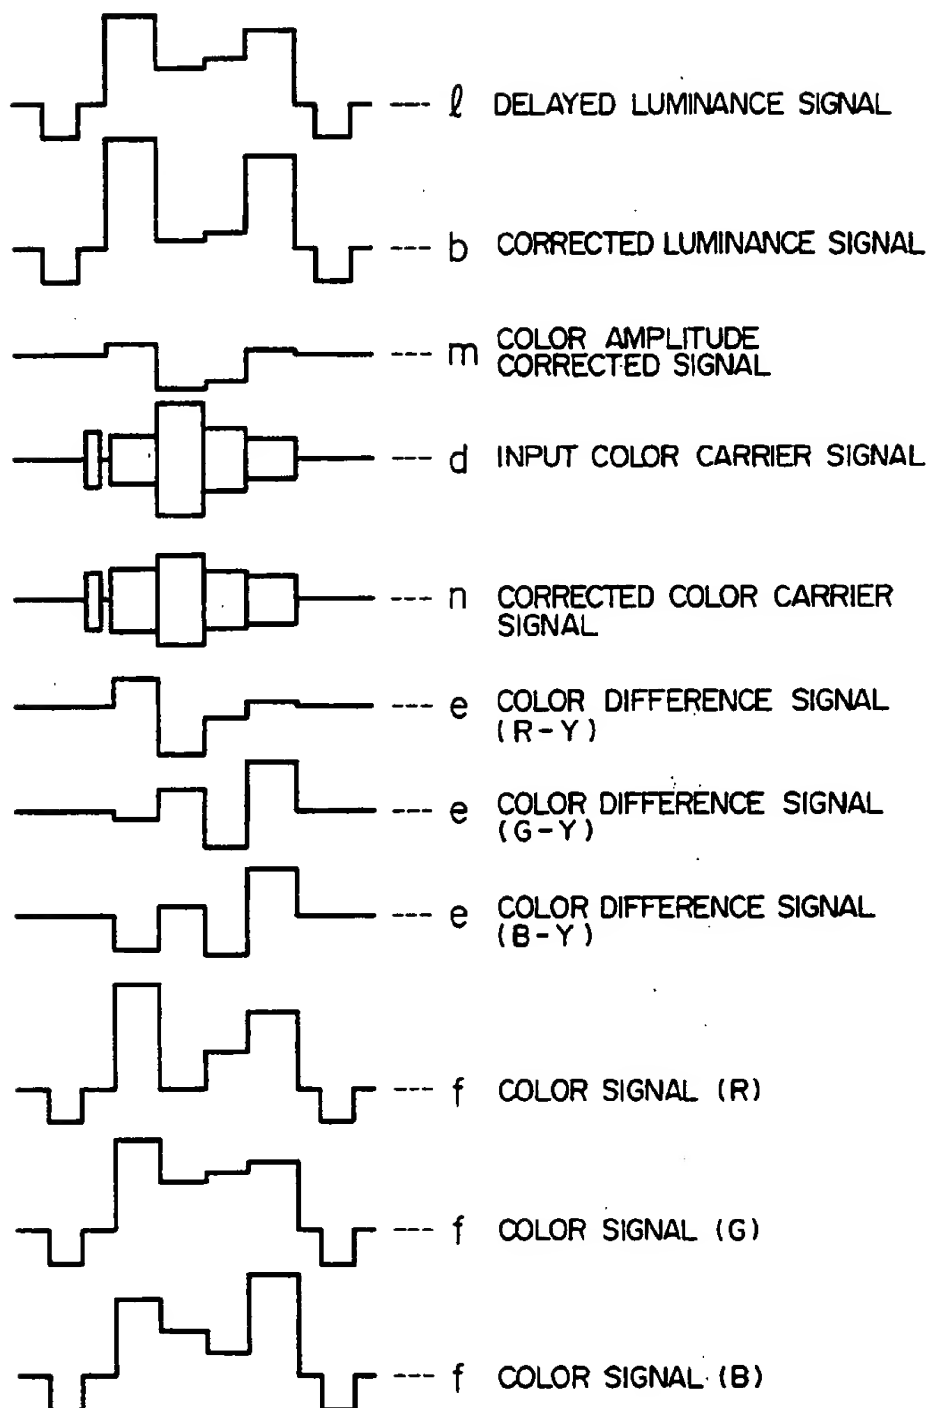 --- ℓ DELAYED LUMINANCE SIGNAL
--- b CORRECTED LUMINANCE SIGNAL
--- m COLOR AMPLITUDE
CORRECTED SIGNAL
--- d INPUT COLOR CARRIER SIGNAL
--- n CORRECTED COLOR CARRIER
SIGNAL
--- e COLOR DIFFERENCE SIGNAL
(R-Y)
--- e COLOR DIFFERENCE SIGNAL
(G-Y)
--- e COLOR DIFFERENCE SIGNAL
(B-Y)
--- f COLOR SIGNAL (R)
--- f COLOR SIGNAL (G)
--- f COLOR SIGNAL (B)